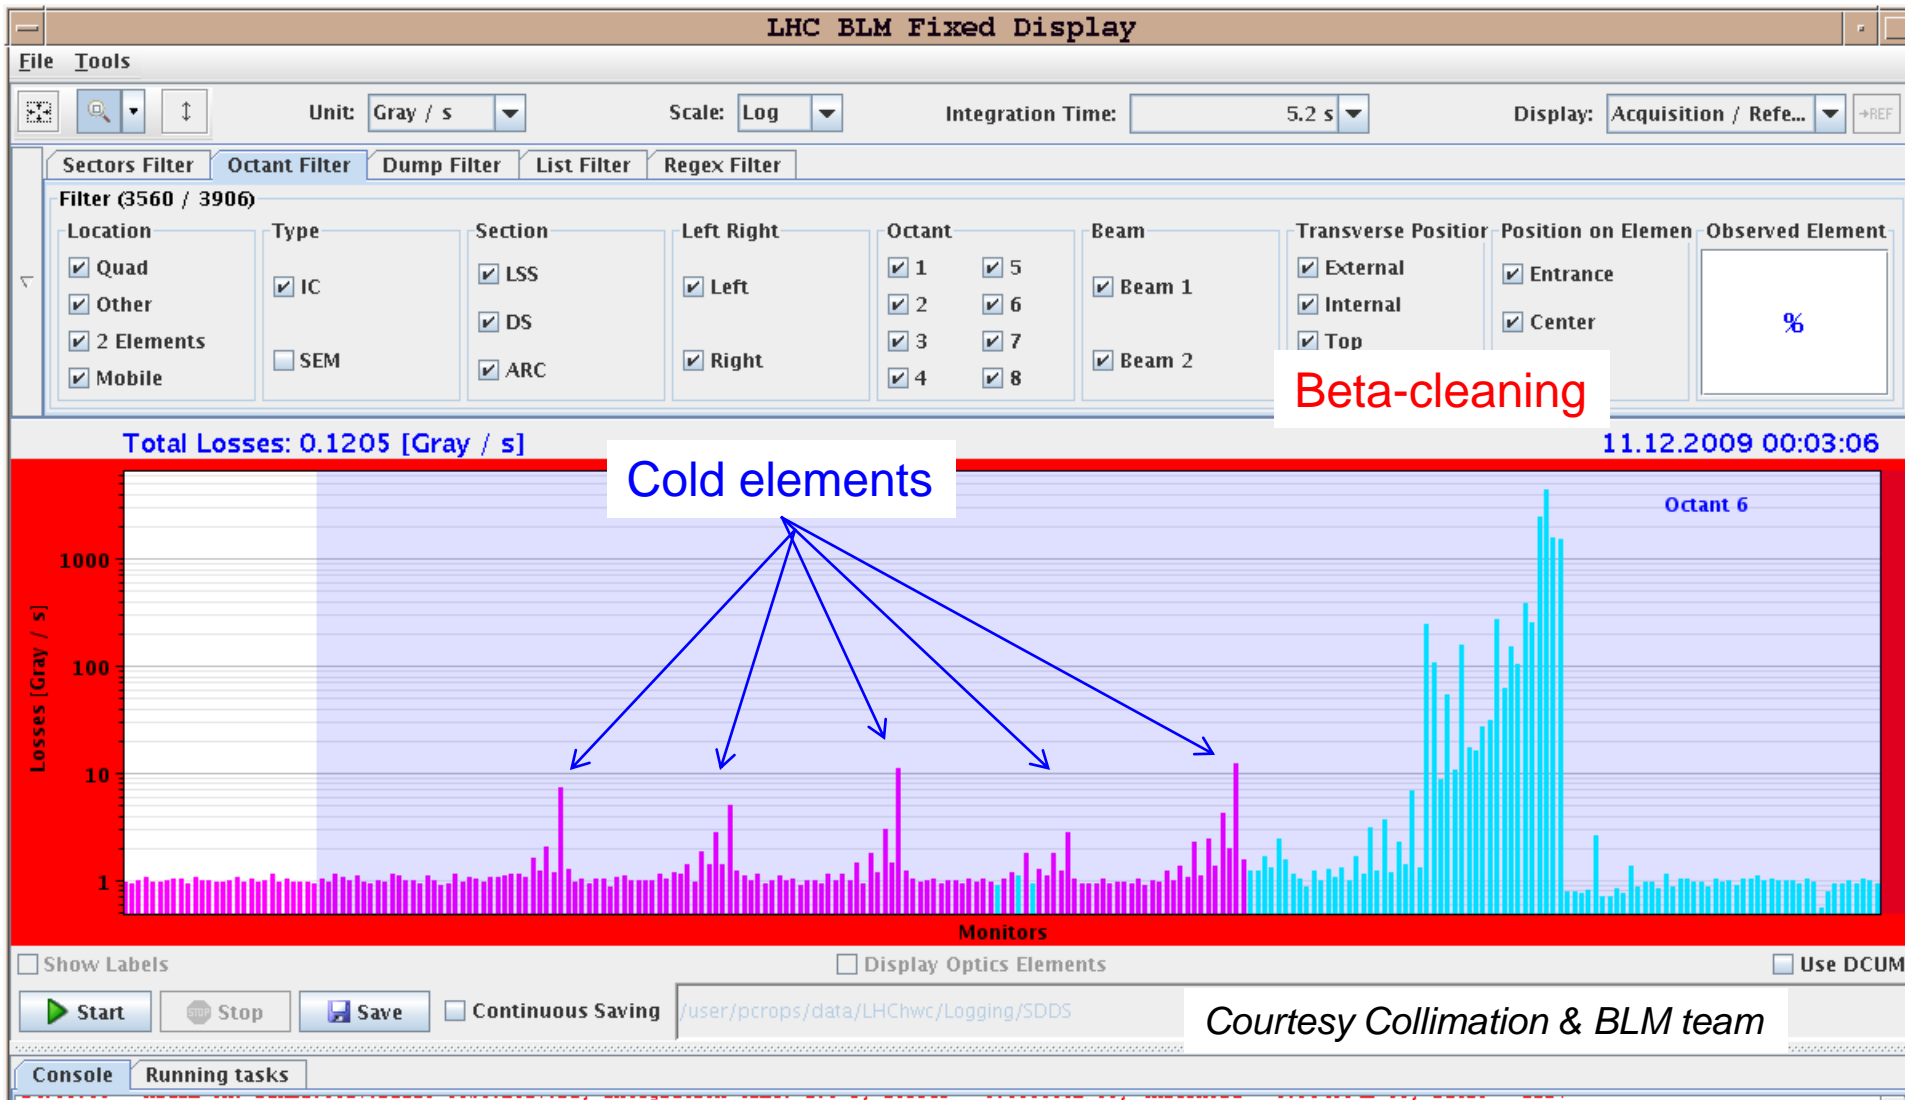 LHC BLM Fixed Display
File Tools
Unit: Gray / s Scale: Log Integration Time: 5.2 s Display: Acquisition / Refe... →REF
Sectors Filter Octant Filter Dump Filter List Filter Regex Filter
Filter (3560 / 3906)
Location Type Section Left Right Octant Beam Transverse Position Position on Elemen Observed Element
Quad IC LSS Left 1 5 Beam 1 External Entrance %
Other 2 6 Internal
2 Elements SEM DS Right 3 7 Beam 2 Top Center
Mobile ARC 4 8
Beta-cleaning
Total Losses: 0.1205 [Gray / s] 11.12.2009 00:03:06
Cold elements
Octant 6
1000
100
10
1
Losses [Gray / s]
Monitors
Show Labels Display Optics Elements Use DCUM
Start STOP Stop Save Continuous Saving /user/pcrops/data/LHChwc/Logging/SDDS
Courtesy Collimation & BLM team
Console Running tasks